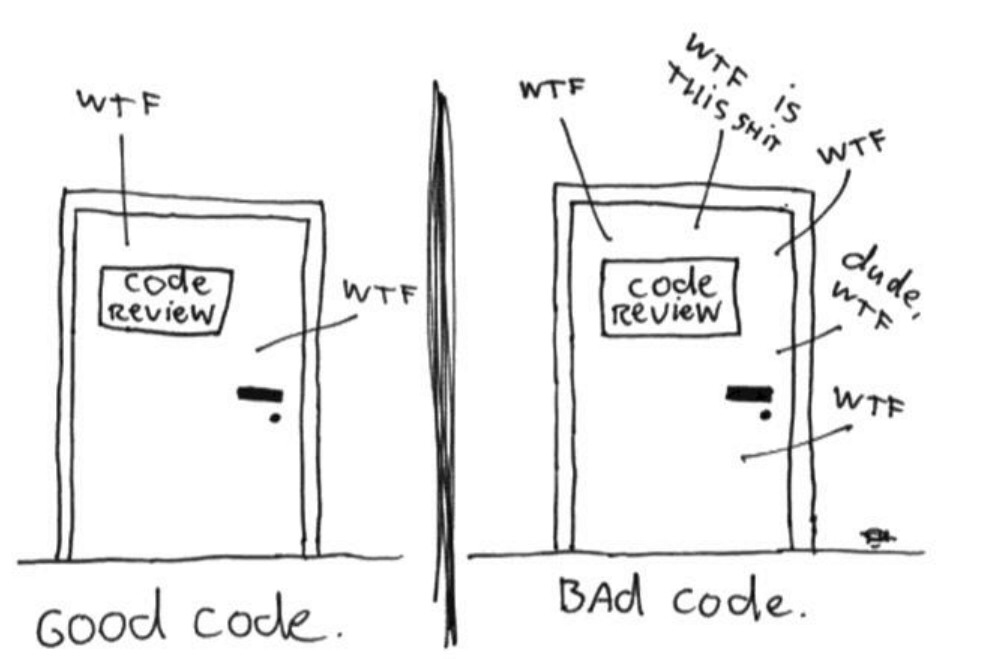 WTF
code
REViEW
WTF
GOOD code.
WTF
WTF is
THiS SHiT
WTF
code
REViEW
dude,
WTF
WTF
BAd code.